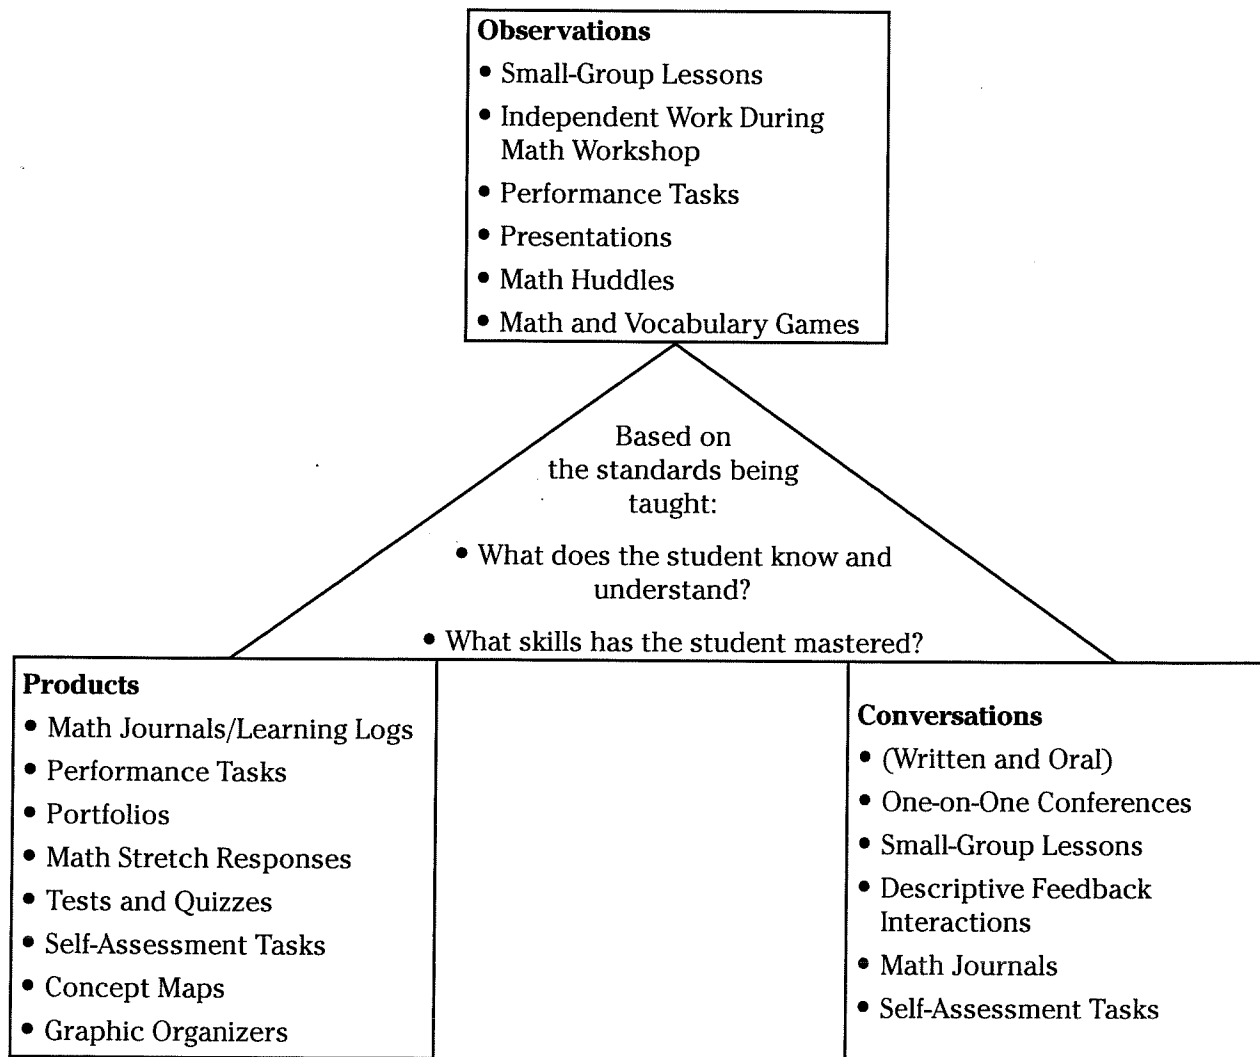 Observations
• Small-Group Lessons
• Independent Work During
Math Workshop
• Performance Tasks
• Presentations
• Math Huddles
• Math and Vocabulary Games
Based on
the standards being
taught:
• What does the student know and
understand?
• What skills has the student mastered?
Products
• Math Journals/Learning Logs
• Performance Tasks
• Portfolios
• Math Stretch Responses
• Tests and Quizzes
• Self-Assessment Tasks
• Concept Maps
• Graphic Organizers
Conversations
• (Written and Oral)
• One-on-One Conferences
• Small-Group Lessons
• Descriptive Feedback
Interactions
• Math Journals
• Self-Assessment Tasks